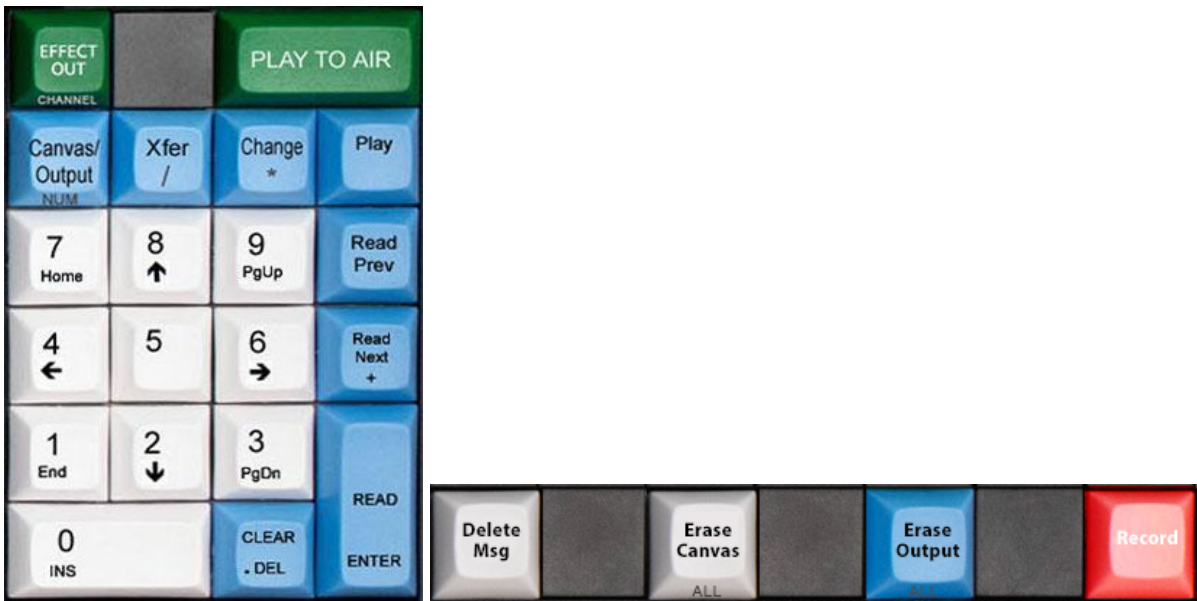 EFFECT
OUT
CHANNEL
PLAY TO AIR
Canvas/
Output
NUM
Xfer
/
Change
*
Play
7
Home
8
↑
9
PgUp
Read
Prev
4
←
5
6
→
Read
Next
+
1
End
2
↓
3
PgDn
READ
ENTER
0
INS
CLEAR
. DEL
Delete
Msg
Erase
Canvas
ALL
Erase
Output
ALL
Record